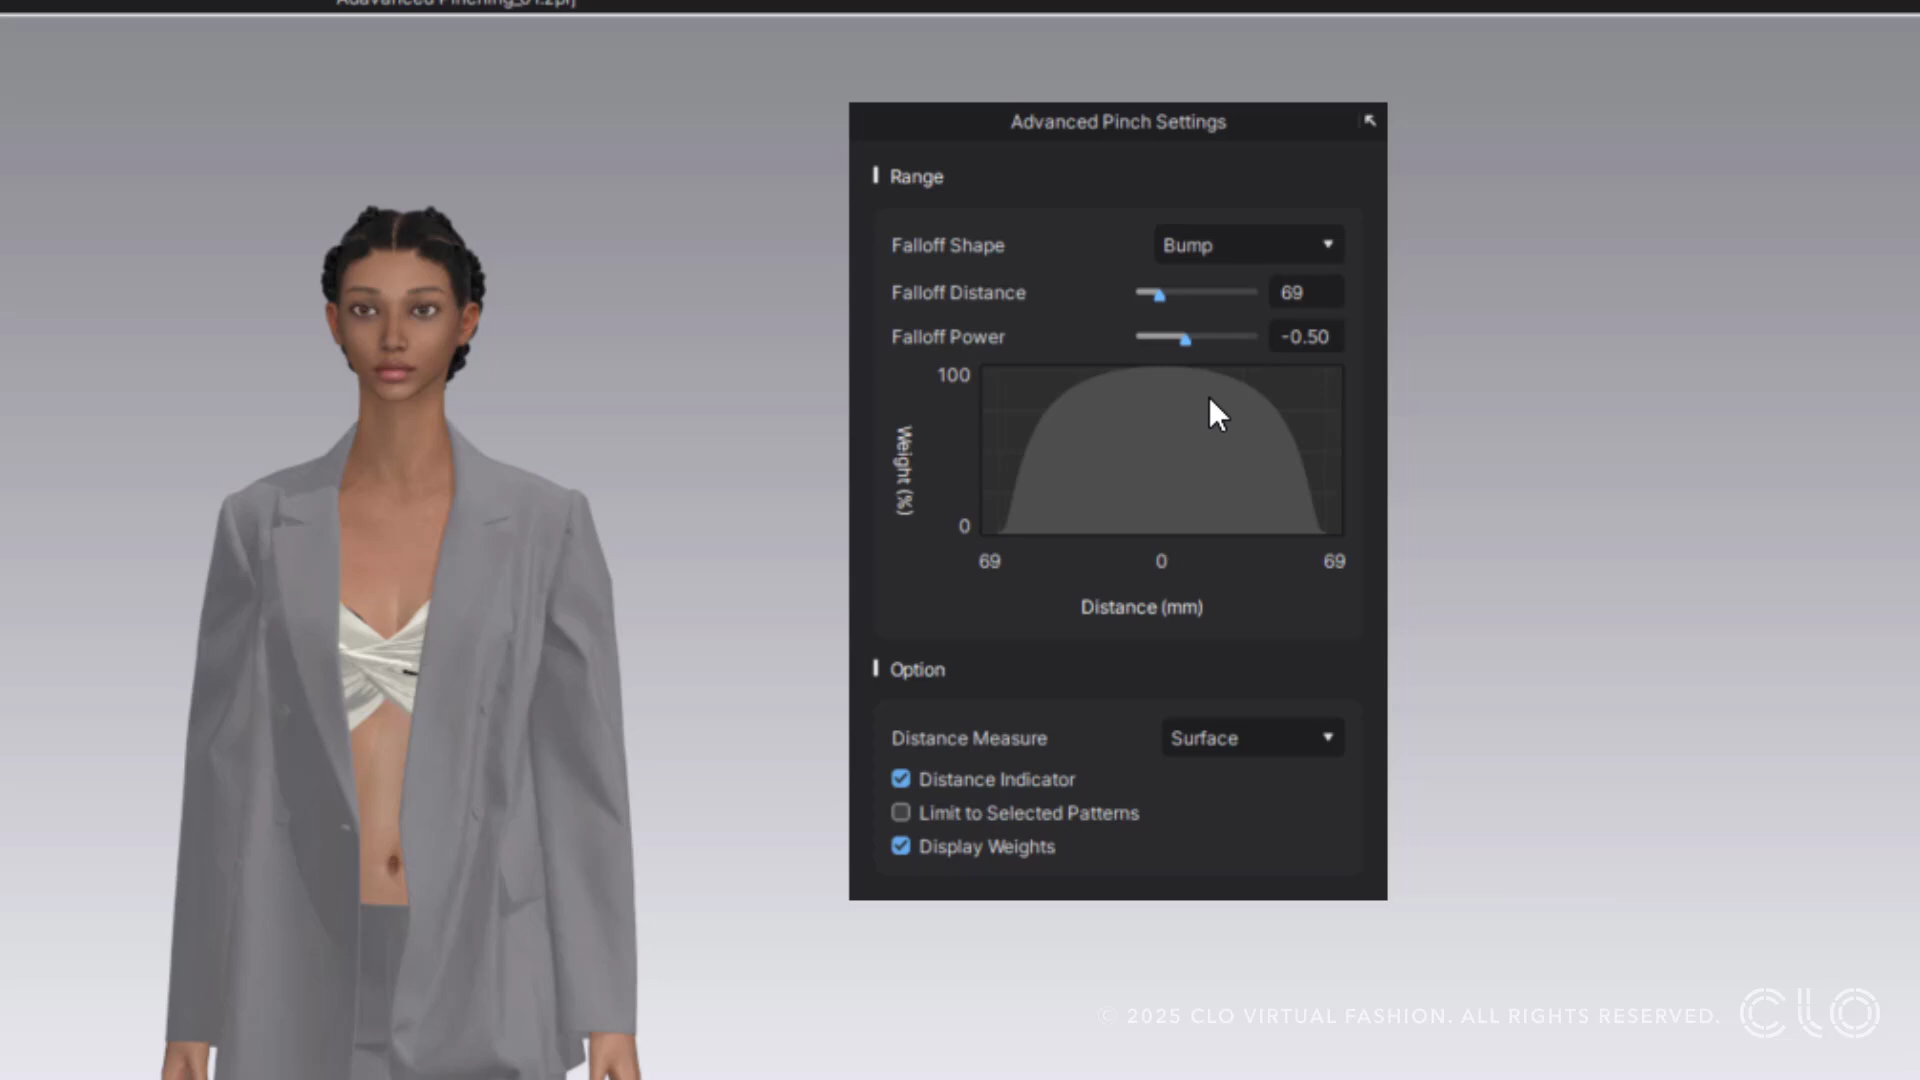 Advanced Pinch Settings
Range
Falloff Shape Bump
Falloff Distance 69
Falloff Power -0.50
100
Weight (%)
0
69 0 69
Distance (mm)
Option
Distance Measure Surface
Distance Indicator
Limit to Selected Patterns
Display Weights
© 2025 CLO VIRTUAL FASHION. ALL RIGHTS RESERVED. CLO